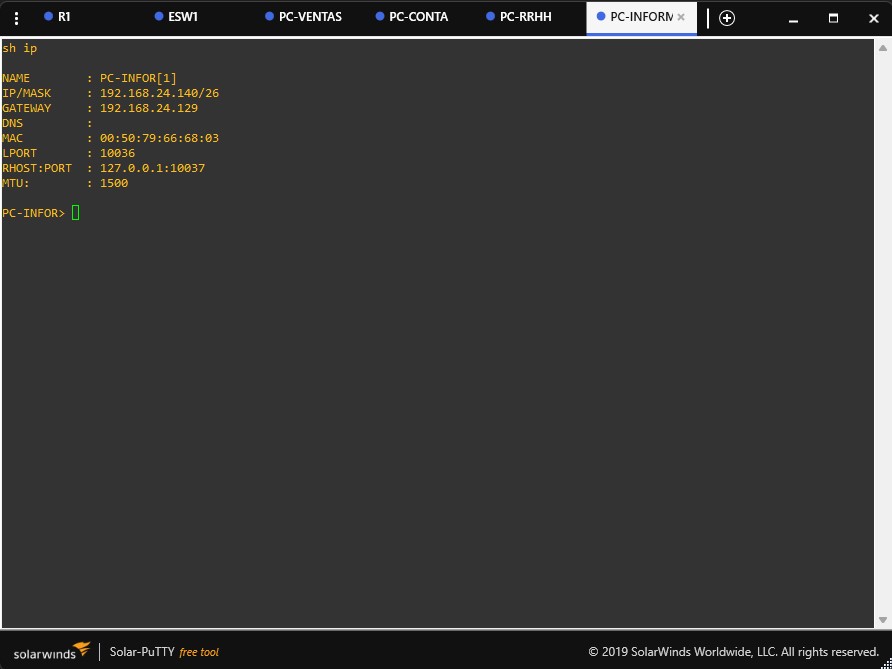 R1 ESW1 PC-VENTAS PC-CONTA PC-RRHH PC-INFORM
sh ip
NAME : PC-INFOR[1]
IP/MASK : 192.168.24.140/26
GATEWAY : 192.168.24.129
DNS :
MAC : 00:50:79:66:68:03
LPORT : 10036
RHOST:PORT : 127.0.0.1:10037
MTU: : 1500
PC-INFOR>
solarwinds Solar-PuTTY free tool © 2019 SolarWinds Worldwide, LLC. All rights reserved.